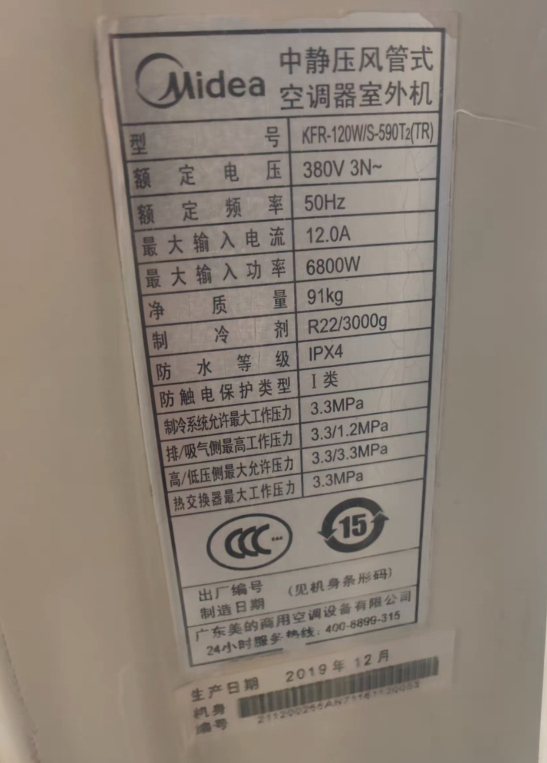 Midea 中静压风管式
空调器室外机
型号 KFR-120W/S-590T2(TR)
额定电压 380V 3N~
额定频率 50Hz
最大输入电流 12.0A
最大输入功率 6800W
净质量 91kg
制冷剂 R22/3000g
防水等级 IPX4
防触电保护类型 I 类
制冷系统允许最大工作压力 3.3MPa
排/吸气侧最高工作压力 3.3/1.2MPa
高/低压侧最大允许压力 3.3/3.3MPa
热交换器最大工作压力 3.3MPa
CCC 15
出厂编号
制造日期 (见机身条形码)
广东美的商用空调设备有限公司
24小时服务热线: 400-8899-315
生产日期 2019年12月
机身
编号